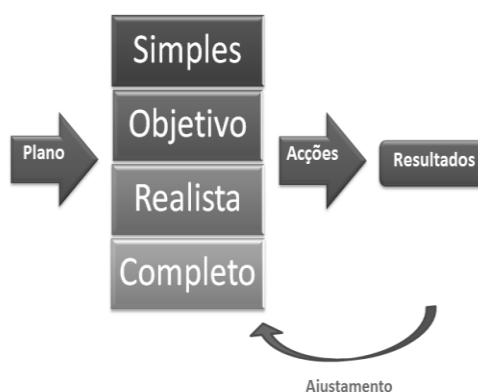 Simples
Objetivo
Realista
Completo
Plano
Acções
Resultados
Ajustamento